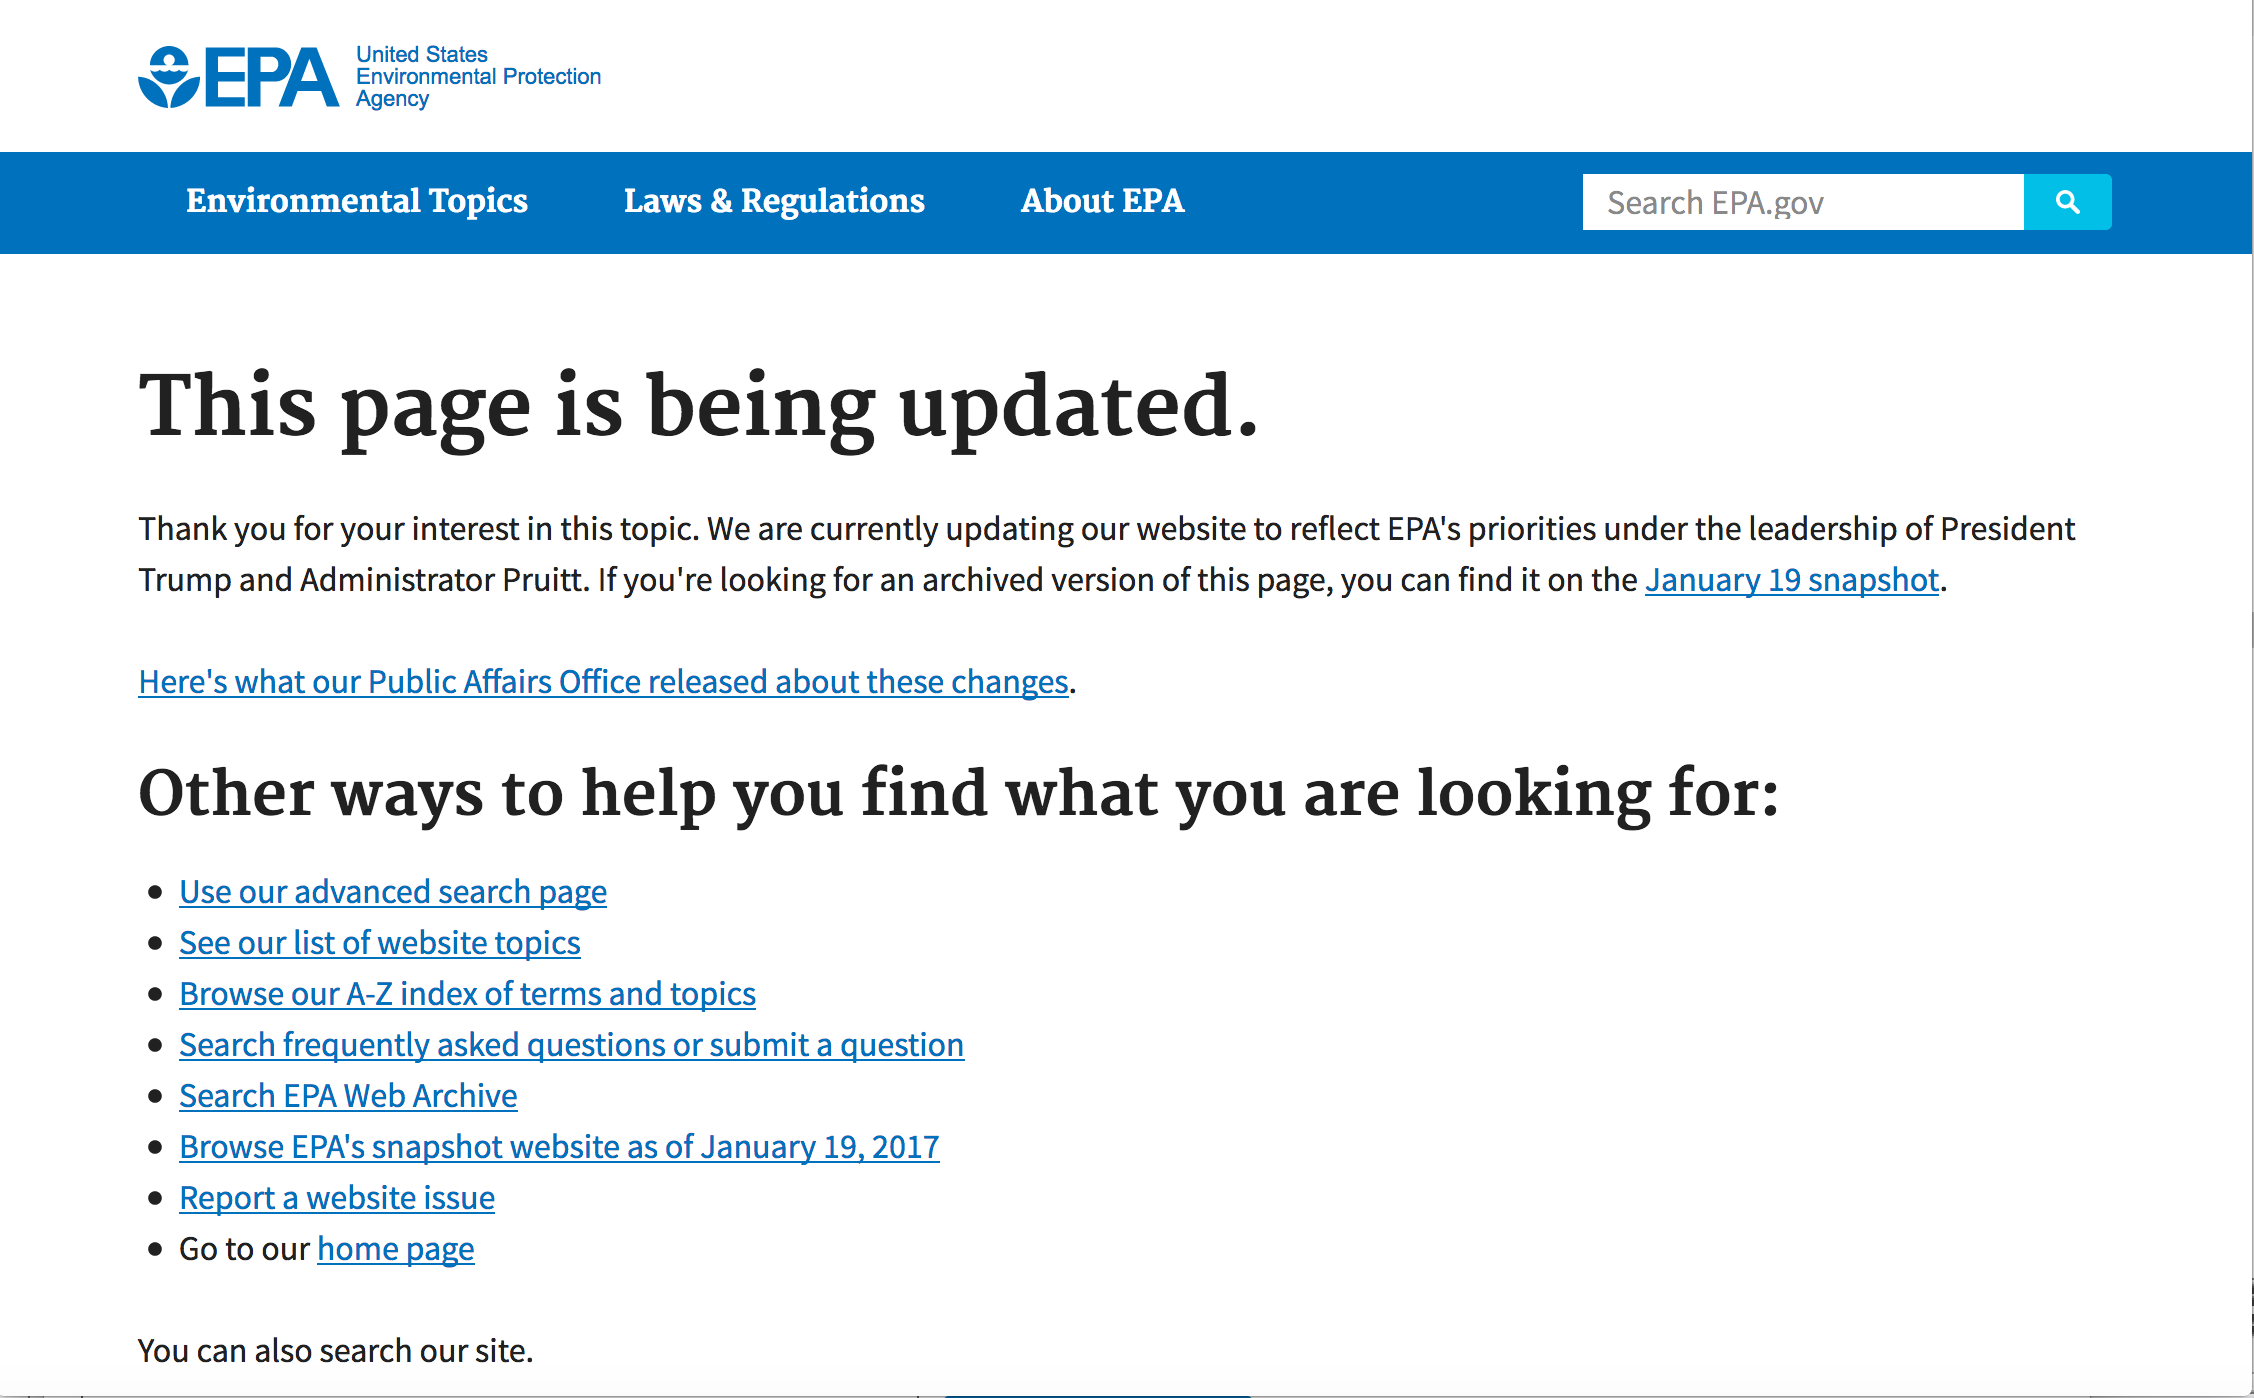 EPA
United States
Environmental Protection
Agency
Environmental Topics
Laws & Regulations
About EPA
Search EPA.gov
This page is being updated.
Thank you for your interest in this topic. We are currently updating our website to reflect EPA's priorities under the leadership of President
Trump and Administrator Pruitt. If you're looking for an archived version of this page, you can find it on the January 19 snapshot.
Here's what our Public Affairs Office released about these changes.
Other ways to help you find what you are looking for:
• Use our advanced search page
• See our list of website topics
• Browse our A-Z index of terms and topics
• Search frequently asked questions or submit a question
• Search EPA Web Archive
• Browse EPA's snapshot website as of January 19, 2017
• Report a website issue
• Go to our home page
You can also search our site.